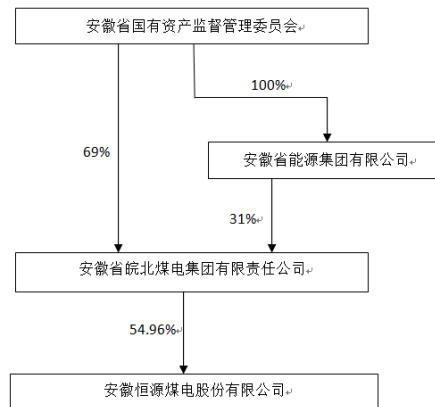 安徽省国有资产监督管理委员会
100%
安徽省能源集团有限公司
69%
31%
安徽省皖北煤电集团有限责任公司
54.96%
安徽恒源煤电股份有限公司